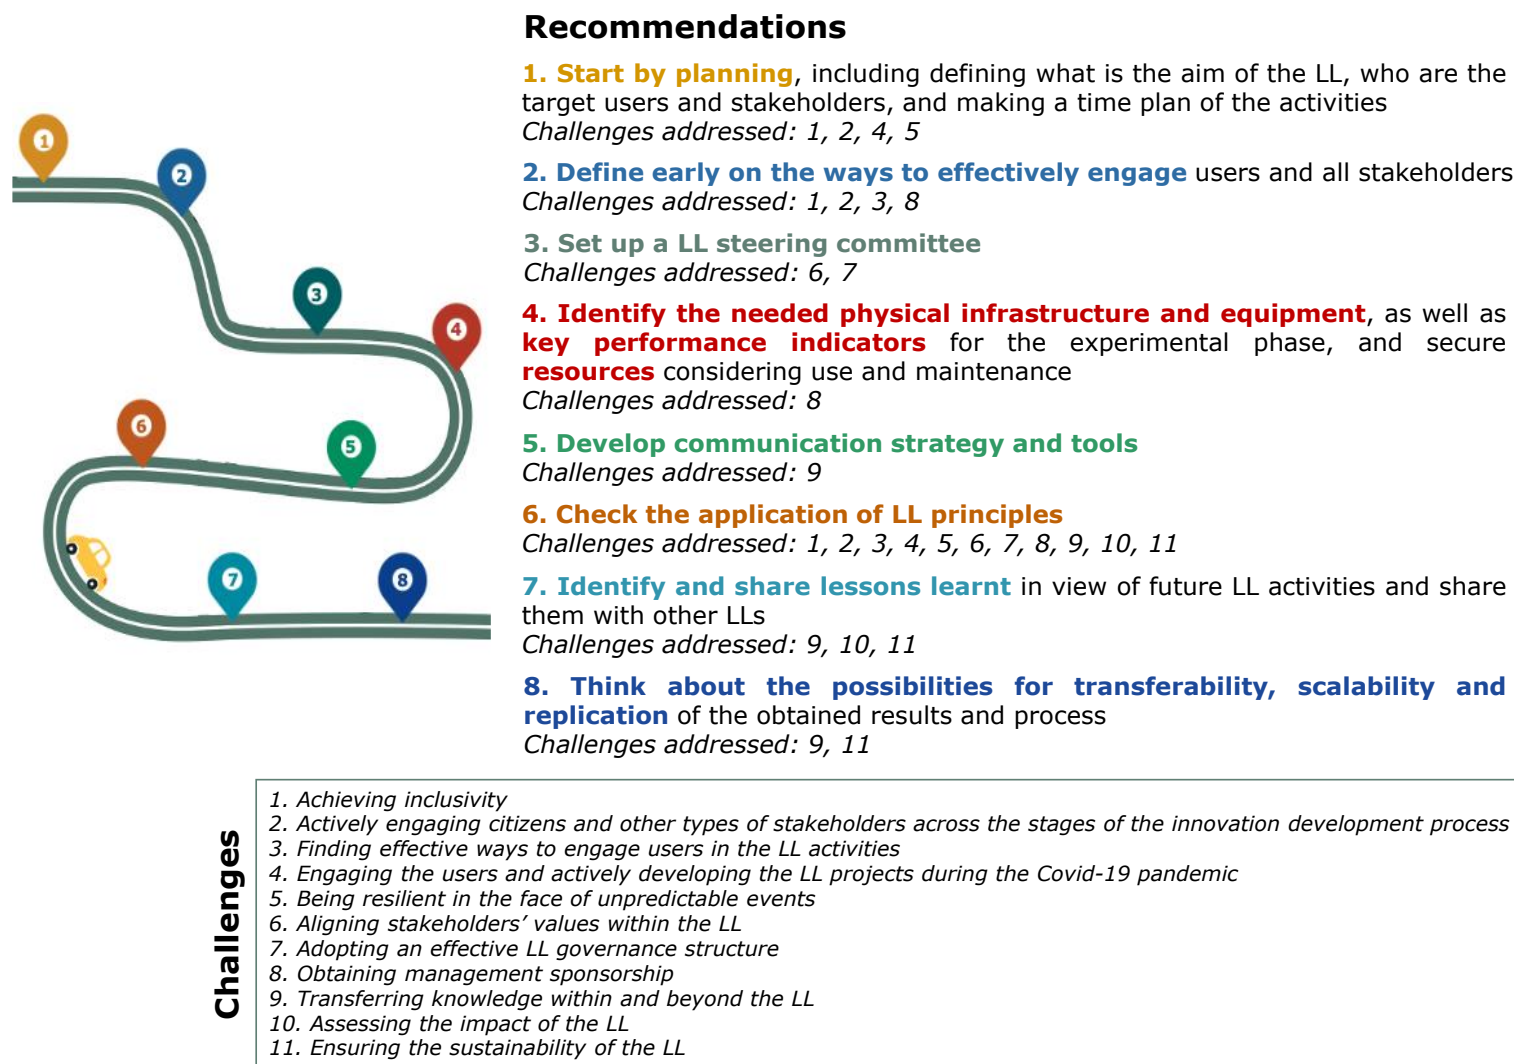 Recommendations
1. Start by planning, including defining what is the aim of the LL, who are the
target users and stakeholders, and making a time plan of the activities
Challenges addressed: 1, 2, 4, 5
2. Define early on the ways to effectively engage users and all stakeholders
Challenges addressed: 1, 2, 3, 8
3. Set up a LL steering committee
Challenges addressed: 6, 7
4. Identify the needed physical infrastructure and equipment, as well as
key performance indicators for the experimental phase, and secure
resources considering use and maintenance
Challenges addressed: 8
5. Develop communication strategy and tools
Challenges addressed: 9
6. Check the application of LL principles
Challenges addressed: 1, 2, 3, 4, 5, 6, 7, 8, 9, 10, 11
7. Identify and share lessons learnt in view of future LL activities and share
them with other LLs
Challenges addressed: 9, 10, 11
8. Think about the possibilities for transferability, scalability and
replication of the obtained results and process
Challenges addressed: 9, 11
1
2
3
4
5
6
7
8
Challenges
1. Achieving inclusivity
2. Actively engaging citizens and other types of stakeholders across the stages of the innovation development process
3. Finding effective ways to engage users in the LL activities
4. Engaging the users and actively developing the LL projects during the Covid-19 pandemic
5. Being resilient in the face of unpredictable events
6. Aligning stakeholders’ values within the LL
7. Adopting an effective LL governance structure
8. Obtaining management sponsorship
9. Transferring knowledge within and beyond the LL
10. Assessing the impact of the LL
11. Ensuring the sustainability of the LL